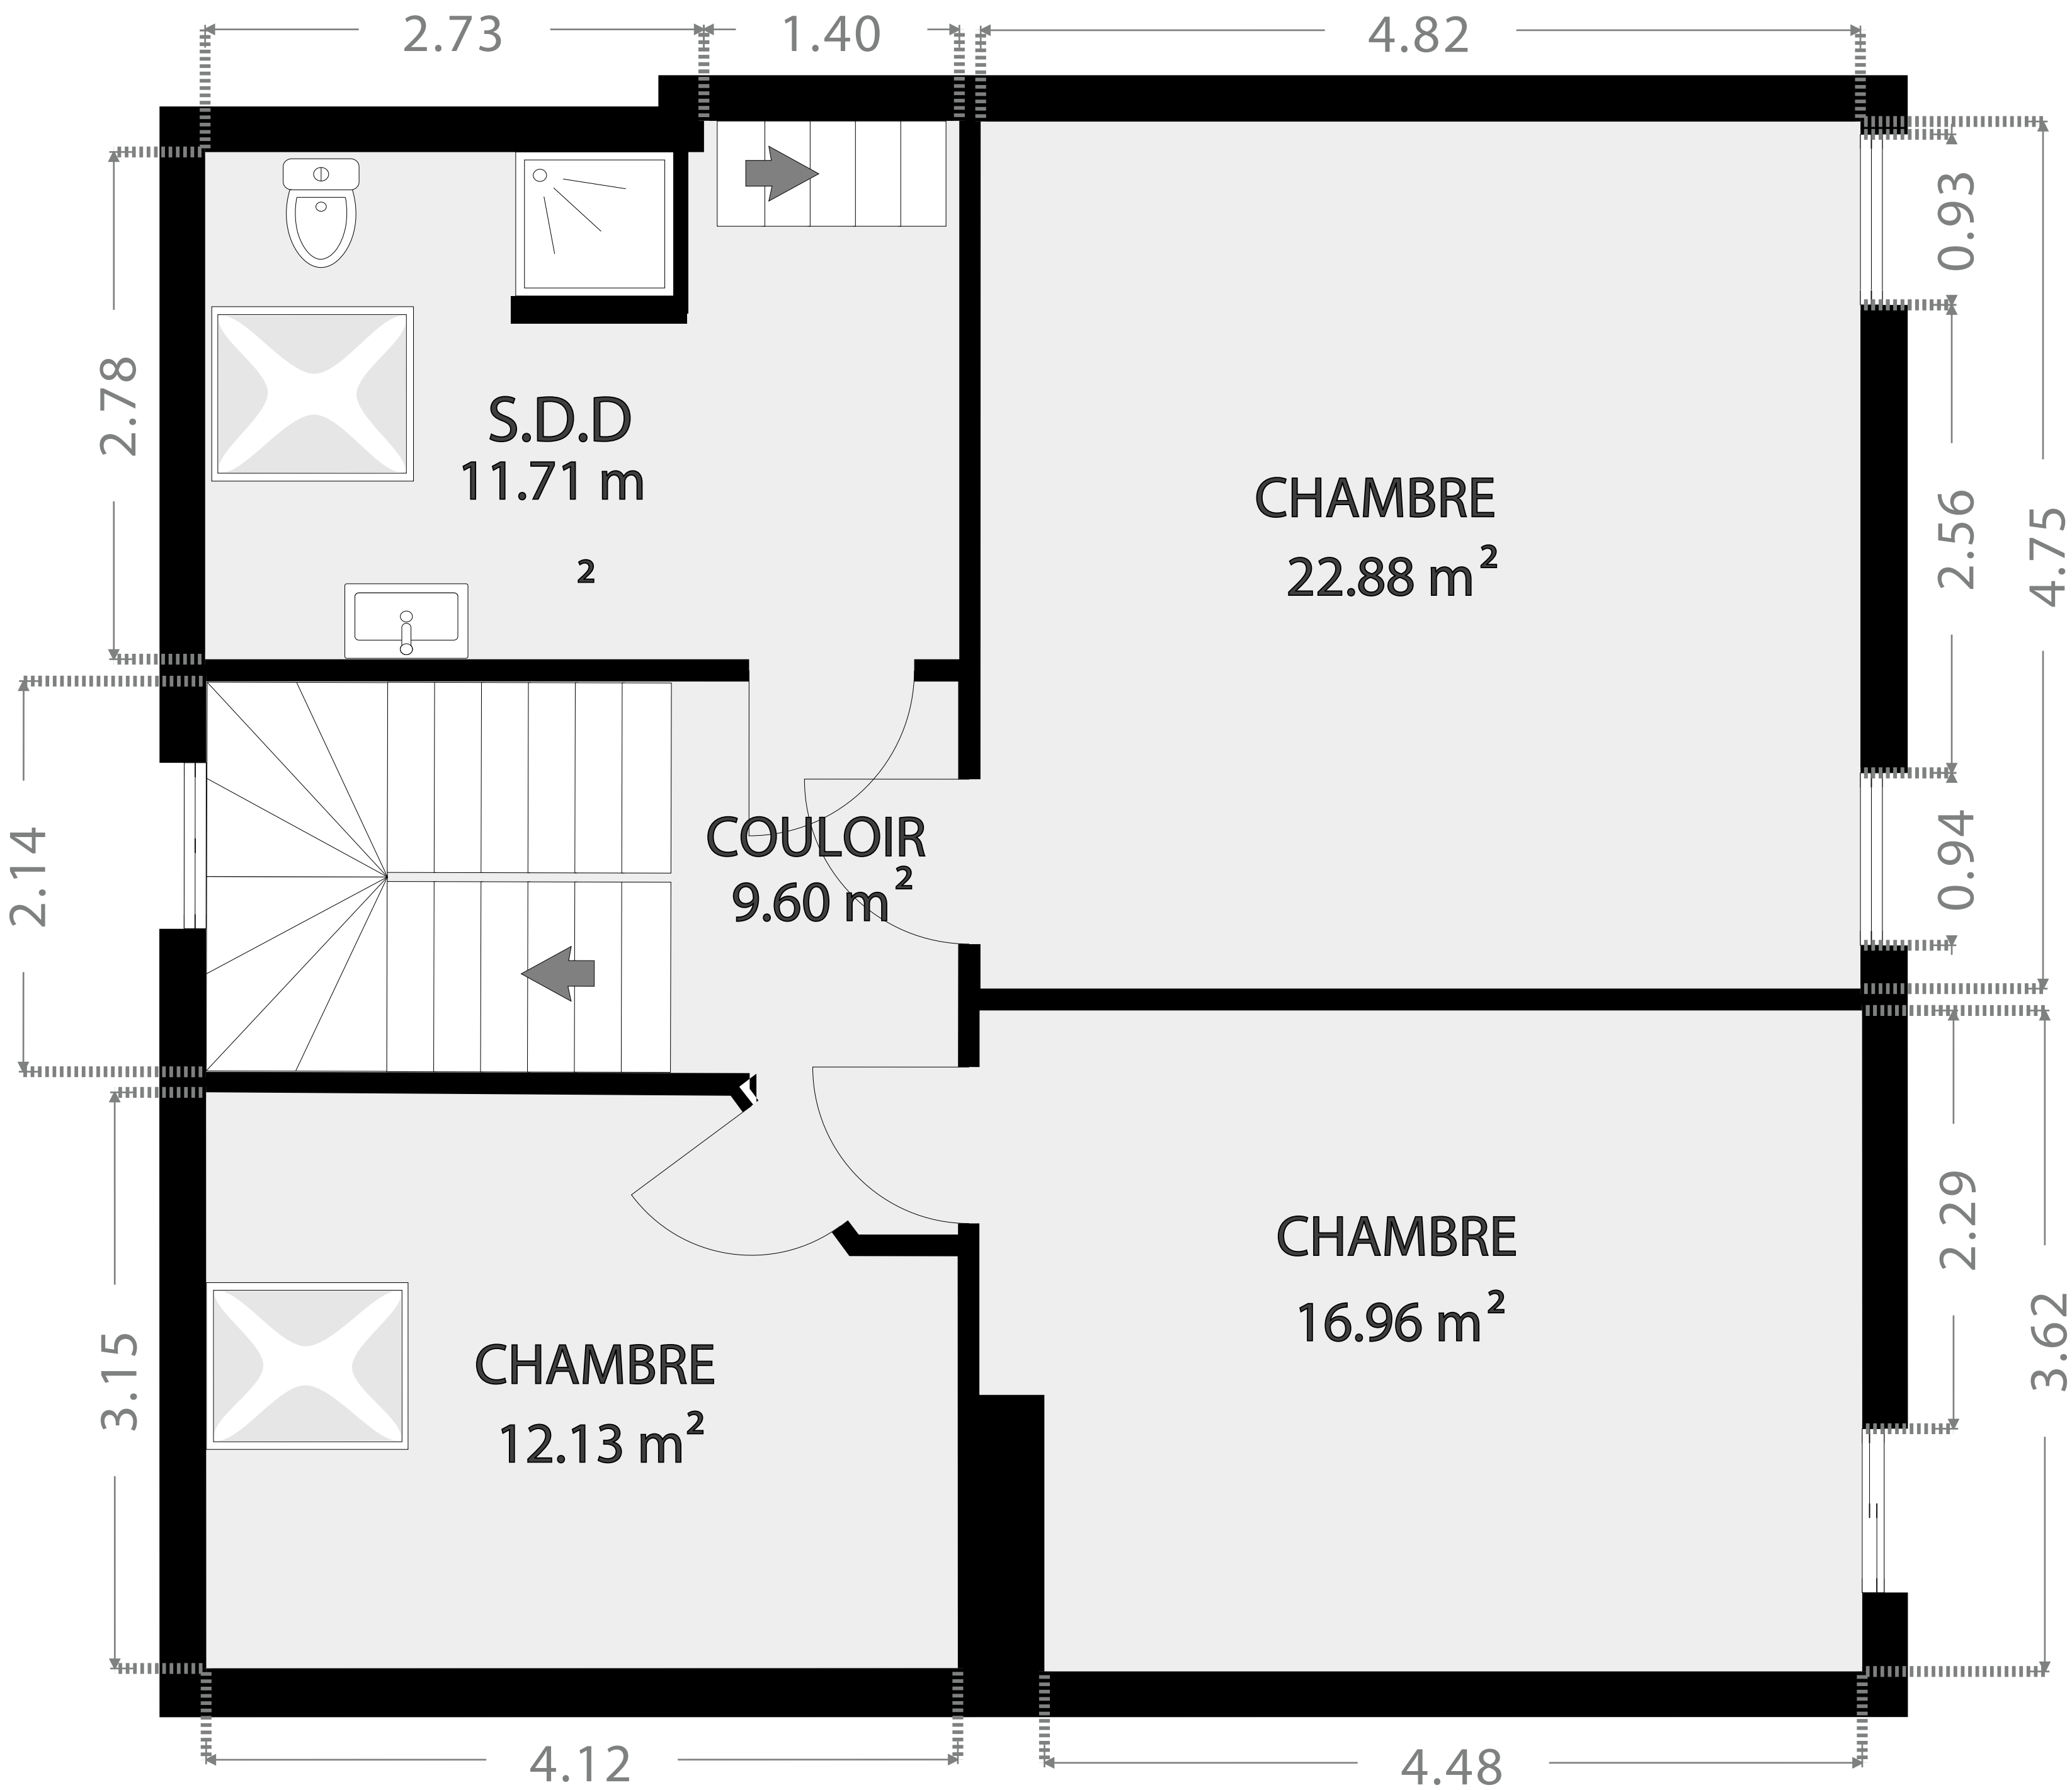 2.73
1.40
4.82
0.93
2.78
S.D.D
11.71 m
2
CHAMBRE
22.88 m²
2.56
4.75
2.14
COULOIR
9.60 m²
0.94
CHAMBRE
16.96 m²
2.29
3.62
3.15
CHAMBRE
12.13 m²
4.12
4.48